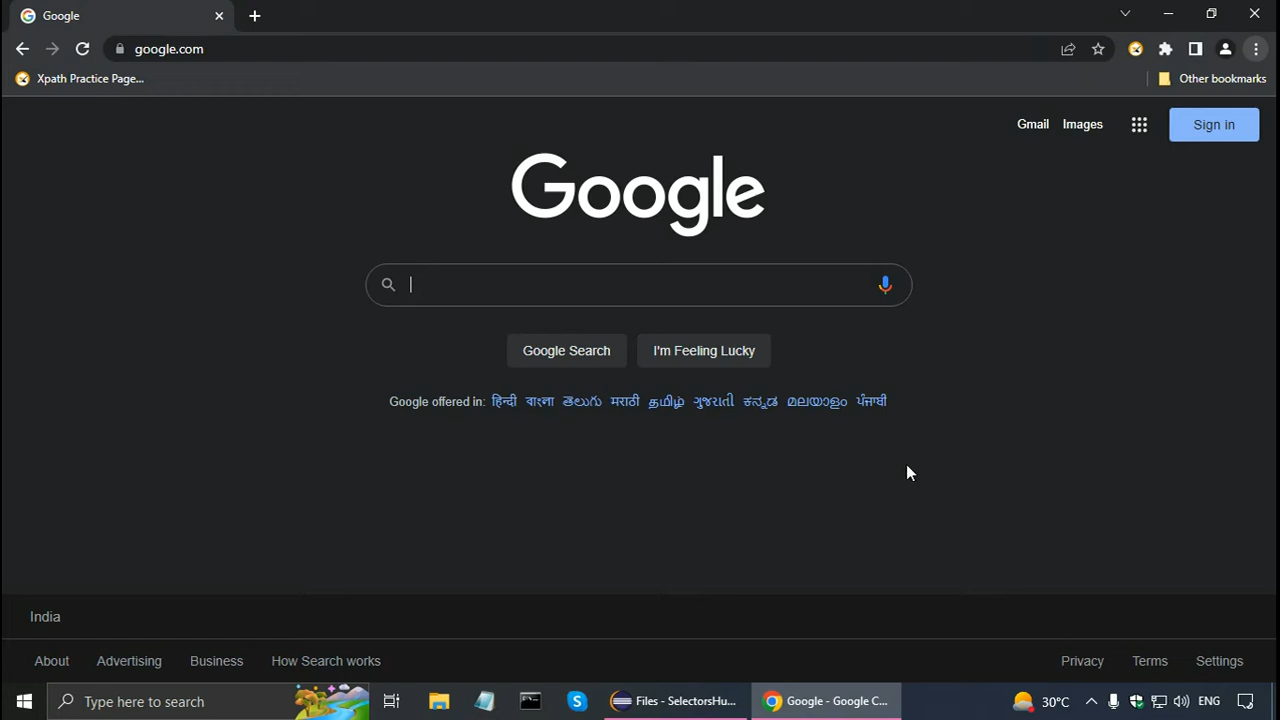 Google
google.com
Xpath Practice Page...
Other bookmarks
Gmail Images Sign in
Google
Google Search I'm Feeling Lucky
Google offered in: हिन्दी বাংলা తెలుగు मराठी தமிழ் ગુજરાતી ಕನ್ನಡ മലയാളം ਪੰਜਾਬੀ
India
About Advertising Business How Search works Privacy Terms Settings
Type here to search Files - SelectorsHu... Google - Google C... 30°C ENG